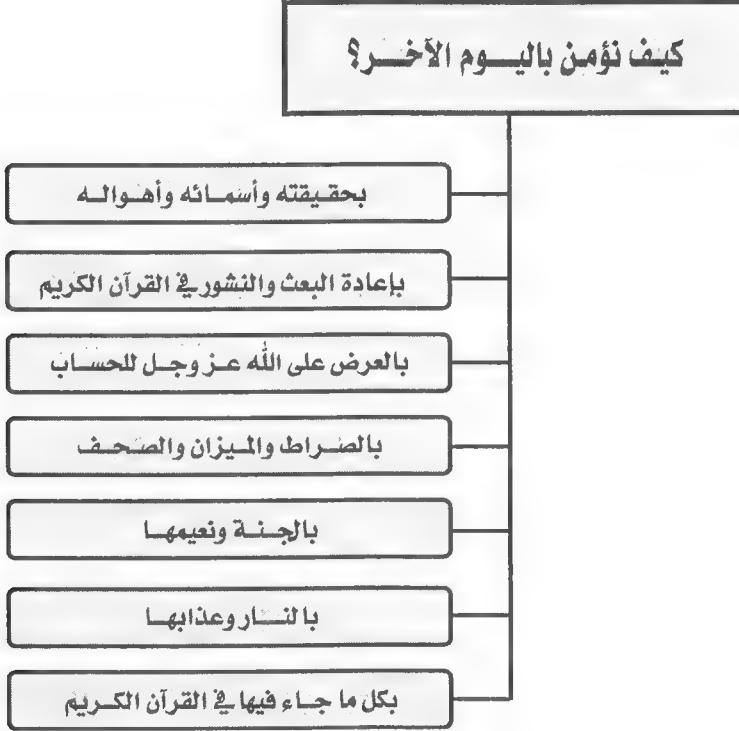 كيف نؤمن باليوم الآخر؟
بحقيقته وأسمائه وأهواله
بإعادة البعث والنشور في القرآن الكريم
بالعرض على الله عز وجل للحساب
بالصراط والميزان والصحف
بالجنة ونعيمها
بالنار وعذابها
بكل ما جاء فيها في القرآن الكريم